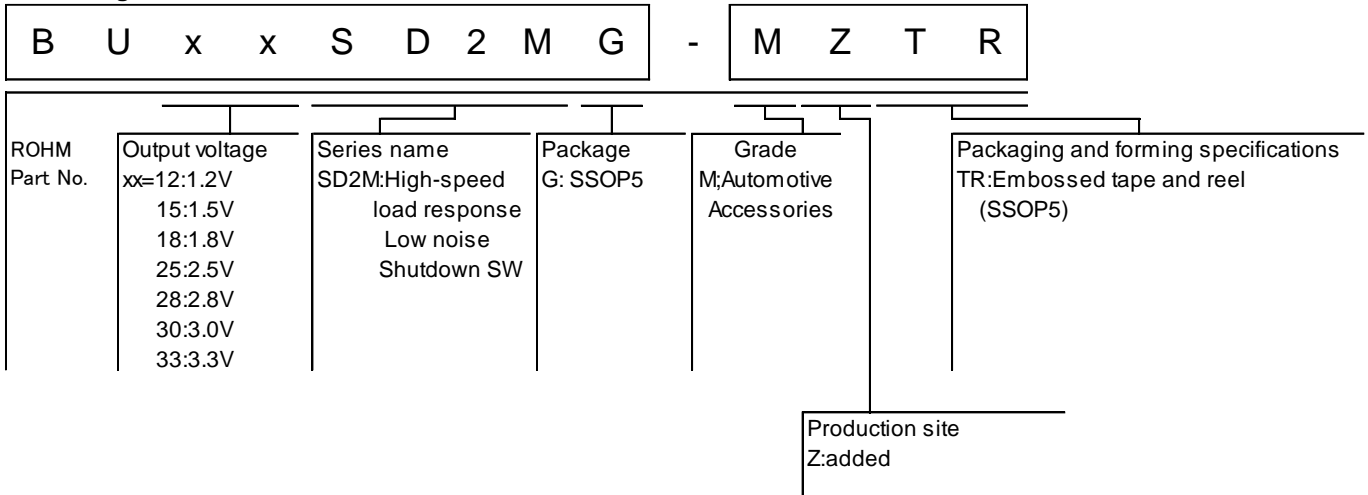 B U x x S D 2 M G - M Z T R
ROHM
Part No.
Output voltage
xx=12:1.2V
15:1.5V
18:1.8V
25:2.5V
28:2.8V
30:3.0V
33:3.3V
Series name
SD2M:High-speed
load response
Low noise
Shutdown SW
Package
G: SSOP5
Grade
M;Automotive
Accessories
Packaging and forming specifications
TR:Embossed tape and reel
(SSOP5)
Production site
Z:added